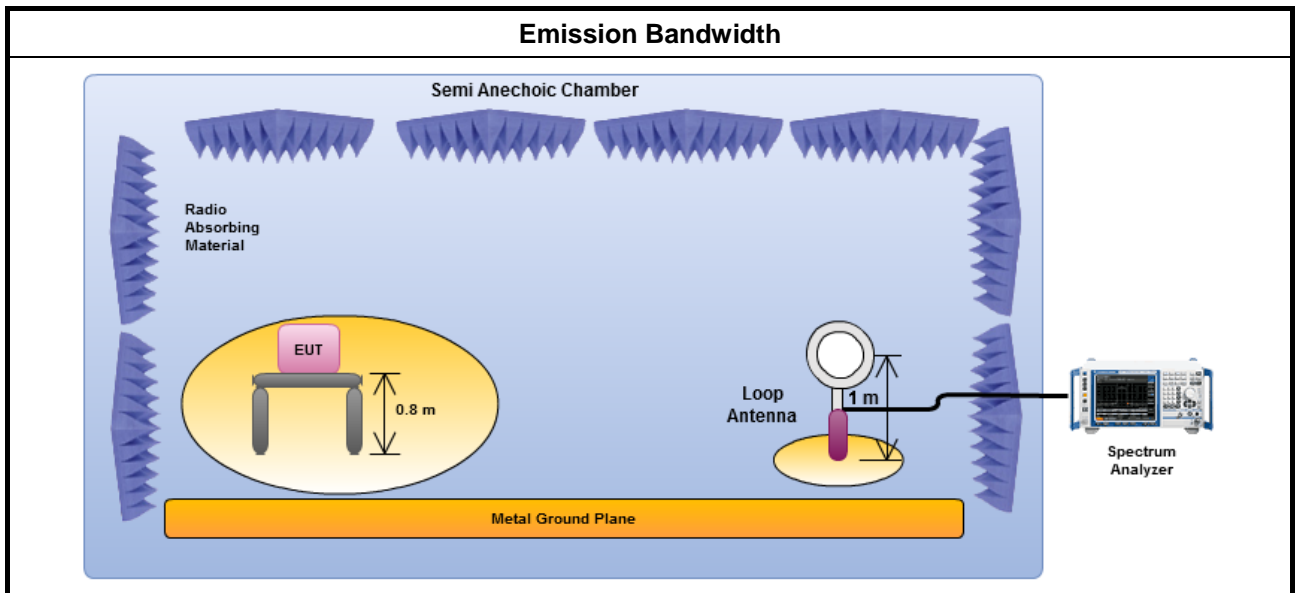 Emission Bandwidth
Semi Anechoic Chamber
Radio
Absorbing
Material
EUT
0.8 m
Loop
Antenna
1 m
Spectrum
Analyzer
Metal Ground Plane